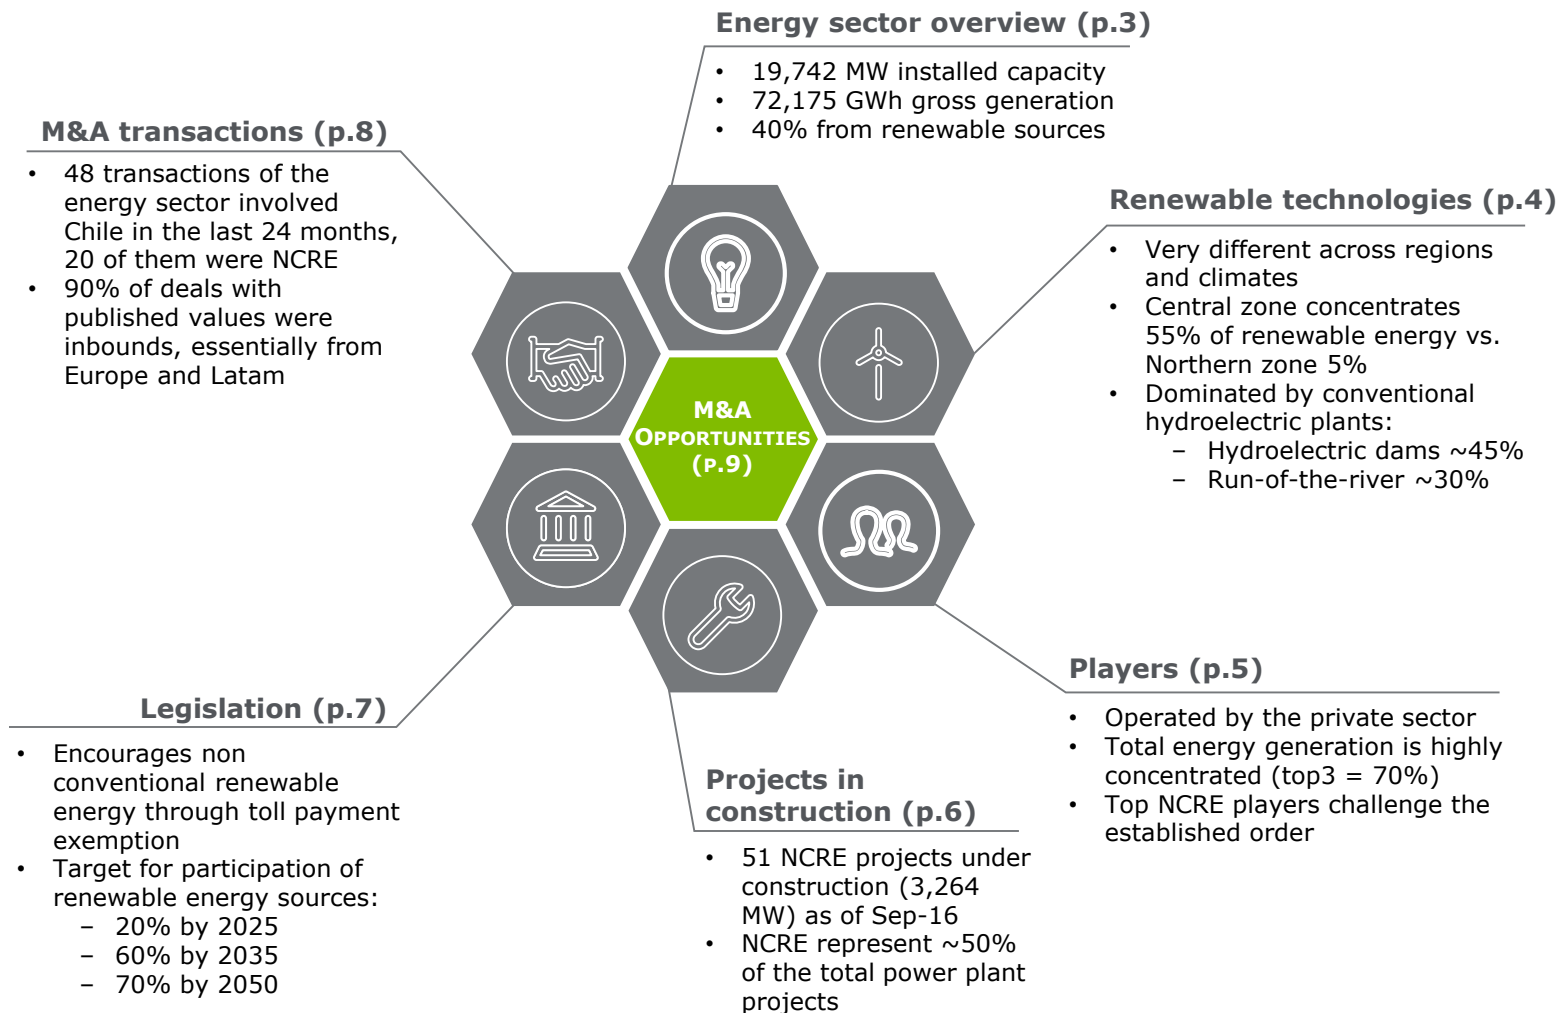 Energy sector overview (p.3)
• 19,742 MW installed capacity
• 72,175 GWh gross generation
• 40% from renewable sources
M&A transactions (p.8)
• 48 transactions of the
energy sector involved
Chile in the last 24 months,
20 of them were NCRE
• 90% of deals with
published values were
inbounds, essentially from
Europe and Latam
Renewable technologies (p.4)
• Very different across regions
and climates
• Central zone concentrates
55% of renewable energy vs.
Northern zone 5%
• Dominated by conventional
hydroelectric plants:
– Hydroelectric dams ~45%
– Run-of-the-river ~30%
M&A
OPPORTUNITIES
(P.9)
Legislation (p.7)
• Encourages non
conventional renewable
energy through toll payment
exemption
• Target for participation of
renewable energy sources:
– 20% by 2025
– 60% by 2035
– 70% by 2050
Projects in
construction (p.6)
• 51 NCRE projects under
construction (3,264
MW) as of Sep-16
• NCRE represent ~50%
of the total power plant
projects
Players (p.5)
• Operated by the private sector
• Total energy generation is highly
concentrated (top3 = 70%)
• Top NCRE players challenge the
established order